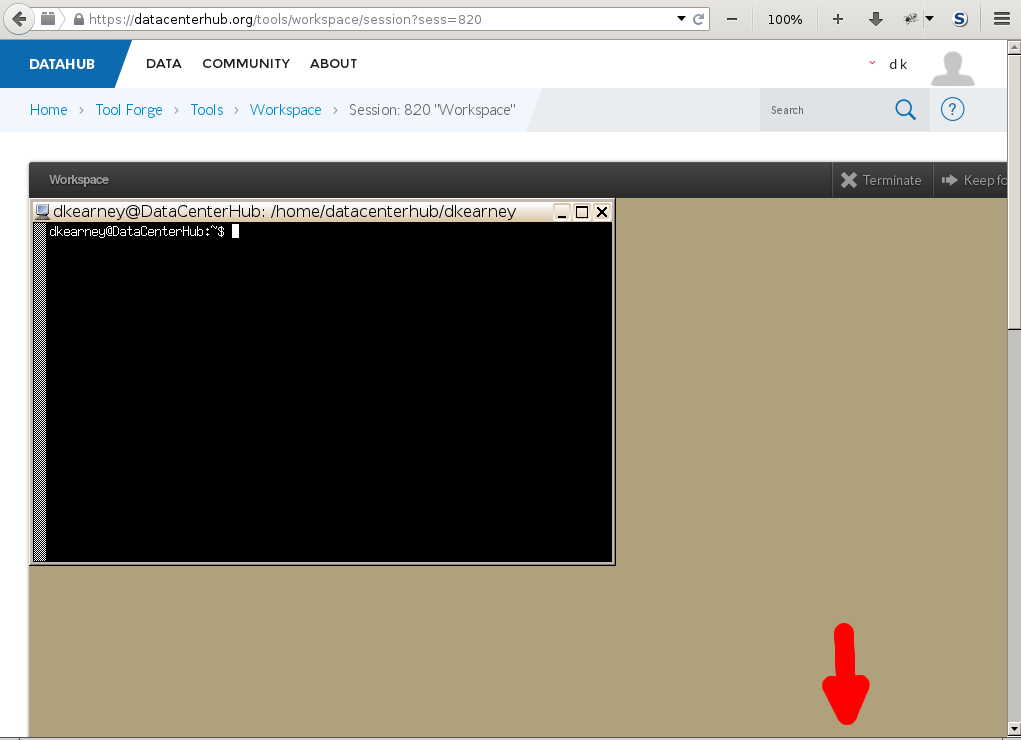 https://datacenterhub.org/tools/workspace/session?sess=820
100%
S
DATAHUB
DATA
COMMUNITY
ABOUT
d k
Home > Tool Forge > Tools > Workspace > Session: 820 "Workspace"
Search
?
Workspace
Terminate
Keep fo
dkearney@DataCenterHub: /home/datacenterhub/dkearney
dkearney@DataCenterHub:~$